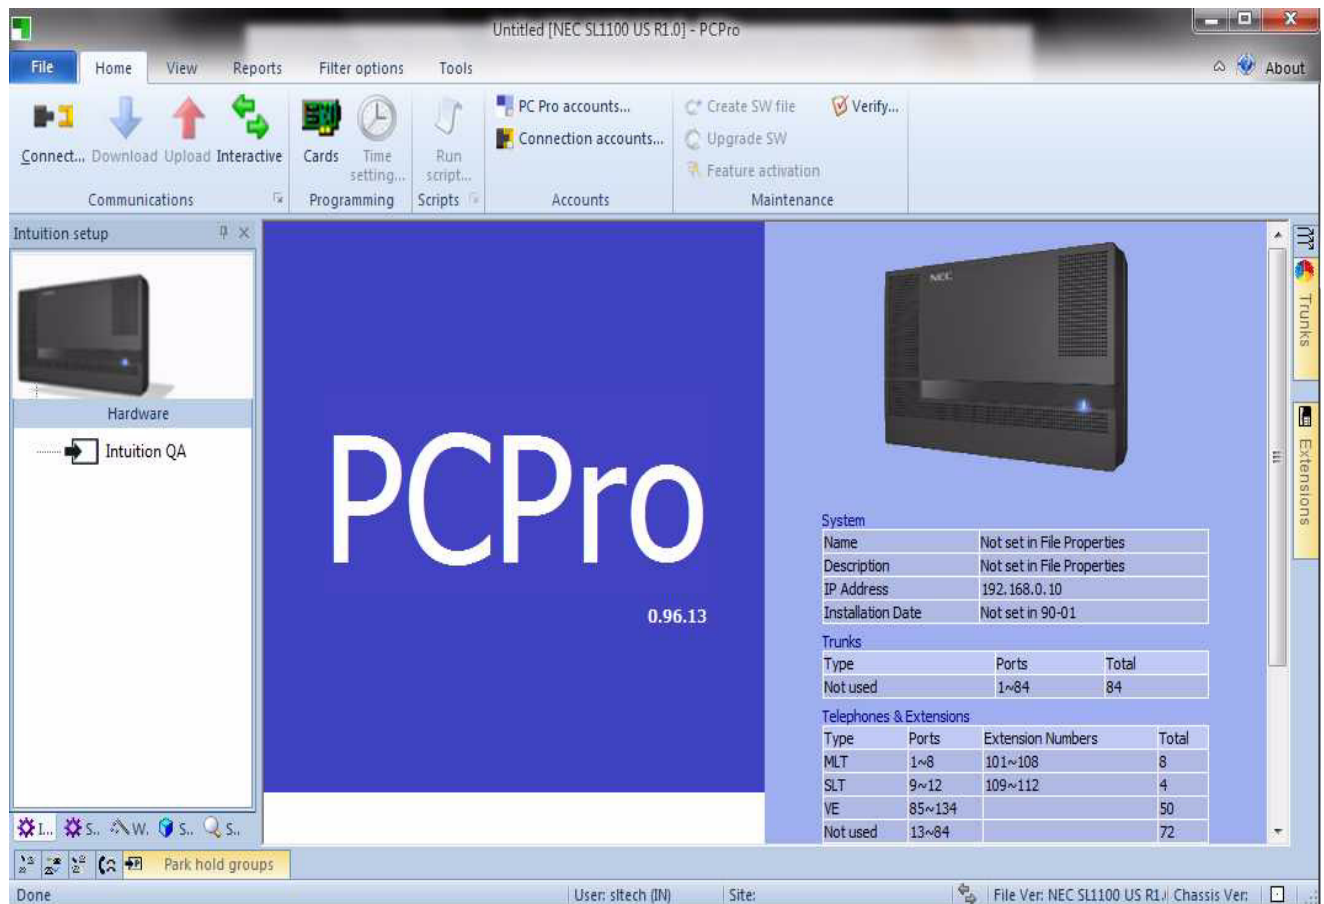 Untitled [NEC SL1100 US R1.0] - PCPro
File Home View Reports Filter options Tools About
Connect... Download Upload Interactive Cards Time setting... Run script...
PC Pro accounts...
Connection accounts...
Create SW file
Upgrade SW
Feature activation
Verify...
Communications Programming Scripts Accounts Maintenance
Intuition setup
Hardware
Intuition QA
PCPro
0.96.13
NEC
System
Name Not set in File Properties
Description Not set in File Properties
IP Address 192.168.0.10
Installation Date Not set in 90-01
Trunks
Type Ports Total
Not used 1~84 84
Telephones & Extensions
Type Ports Extension Numbers Total
MLT 1~8 101~108 8
SLT 9~12 109~112 4
VE 85~134 50
Not used 13~84 72
Trunks
Extensions
I... S.. W. S.. S..
Park hold groups
Done User: sltech (IN) Site: File Ver: NEC SL1100 US R1. Chassis Ver: